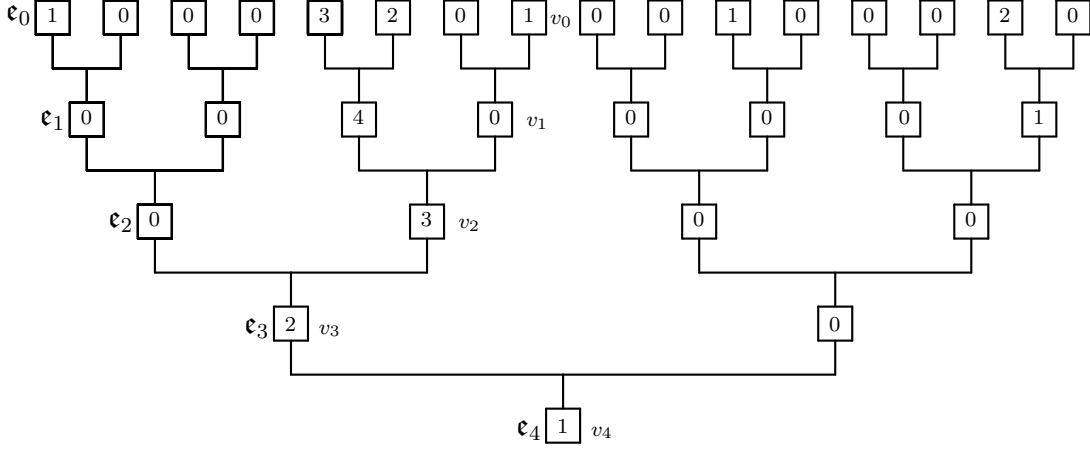 𝔢₀ 1 0 0 0 3 2 0 1 v₀ 0 0 1 0 0 0 2 0
𝔢₁ 0 0 4 0 v₁ 0 0 0 1
𝔢₂ 0 3 v₂ 0 0
𝔢₃ 2 v₃ 0
𝔢₄ 1 v₄